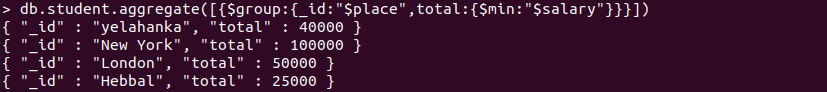 > db.student.aggregate([{$group:{_id:"$place",total:{$min:"$salary"}}}])
{ "_id" : "yelahanka", "total" : 40000 }
{ "_id" : "New York", "total" : 100000 }
{ "_id" : "London", "total" : 50000 }
{ "_id" : "Hebbal", "total" : 25000 }